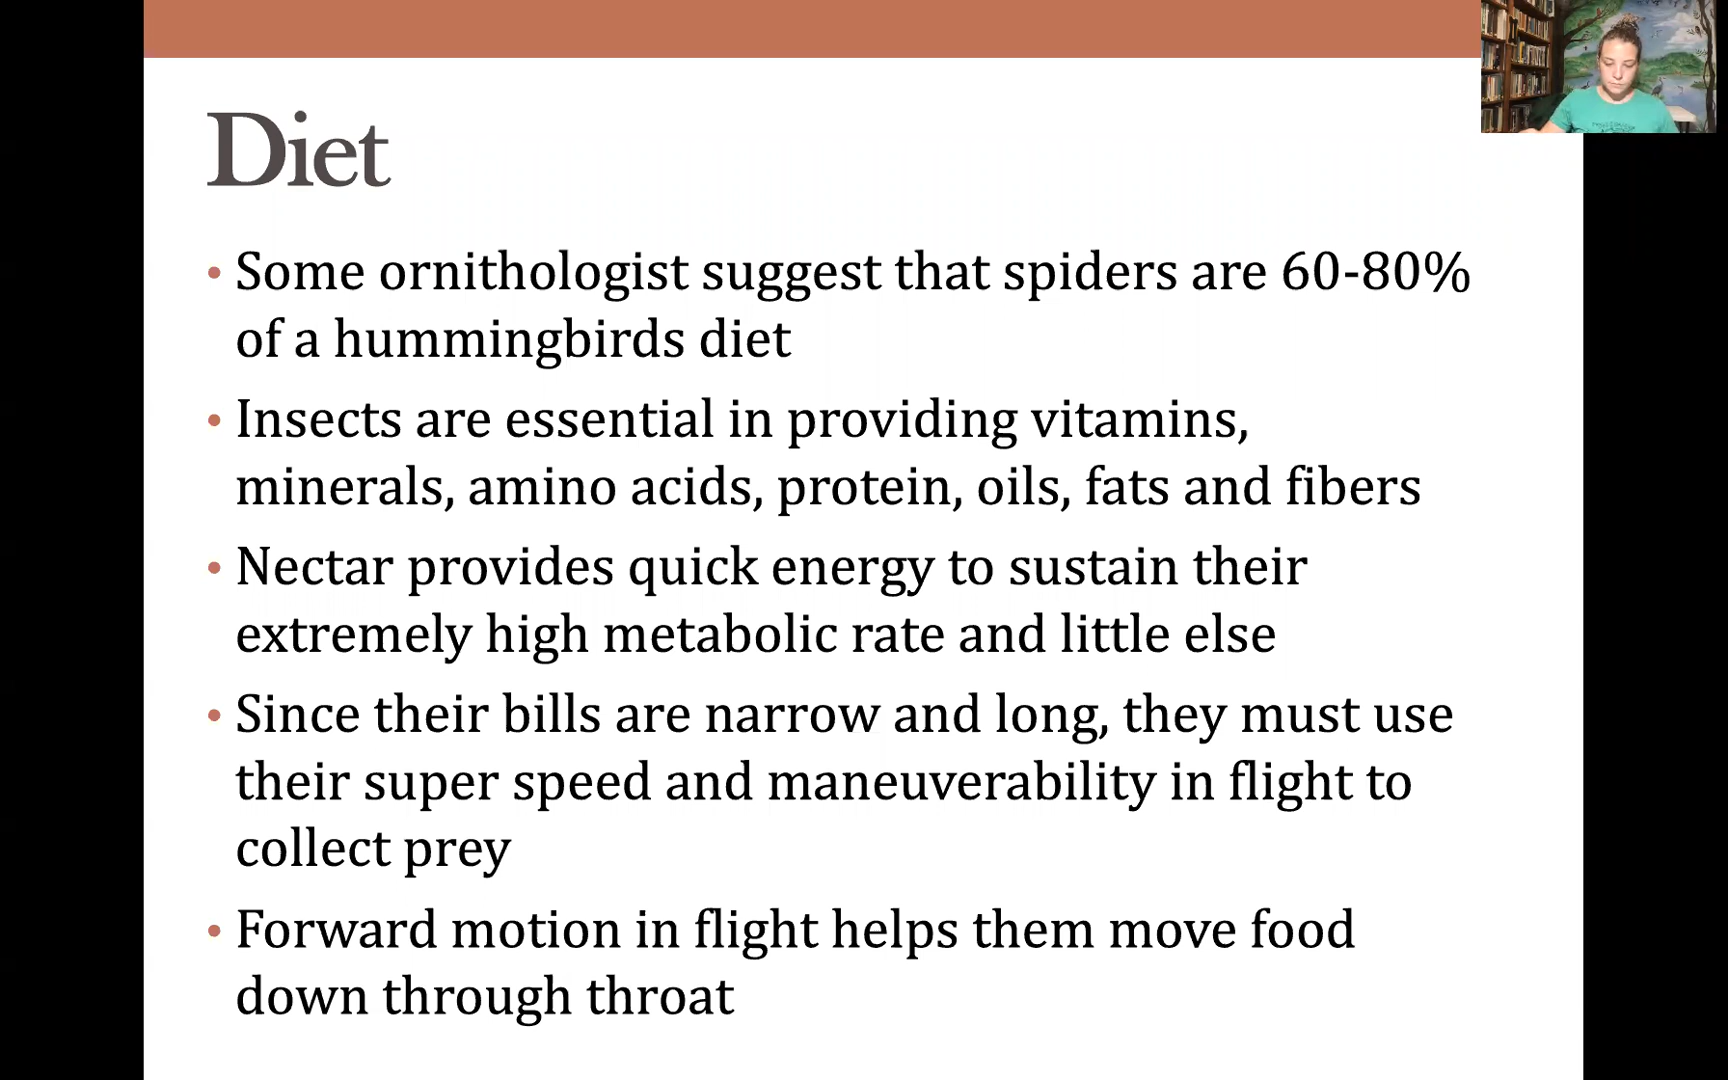 Diet
• Some ornithologist suggest that spiders are 60-80%
of a hummingbirds diet
• Insects are essential in providing vitamins,
minerals, amino acids, protein, oils, fats and fibers
• Nectar provides quick energy to sustain their
extremely high metabolic rate and little else
• Since their bills are narrow and long, they must use
their super speed and maneuverability in flight to
collect prey
• Forward motion in flight helps them move food
down through throat